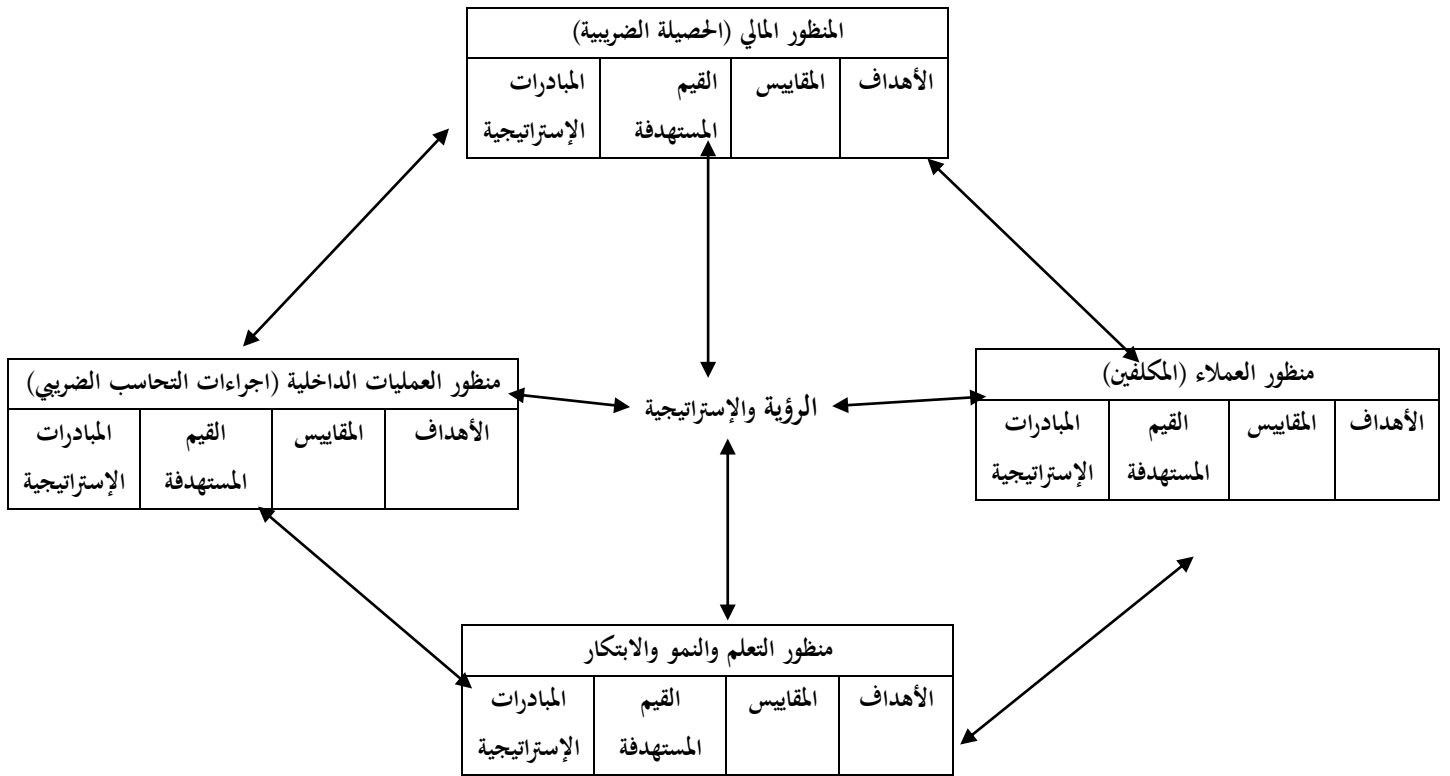 المنظور المالي (الحصيلة الضريبية)
الأهداف المقاييس القيم المبادرات
المستهدفة الإستراتيجية
منظور العملاء (المكلفين)
الأهداف المقاييس القيم المبادرات
المستهدفة الإستراتيجية
الرؤية والإستراتيجية
منظور العمليات الداخلية (اجراءات التحاسب الضريبي)
الأهداف المقاييس القيم المبادرات
المستهدفة الإستراتيجية
منظور التعلم والنمو والابتكار
الأهداف المقاييس القيم المبادرات
المستهدفة الإستراتيجية